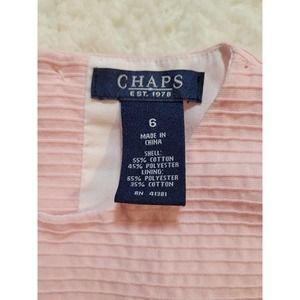 CHAPS
EST. 1978
6
MADE IN
CHINA
SHELL:
55% COTTON
45% POLYESTER
LINING:
65% POLYESTER
35% COTTON
RN 41381